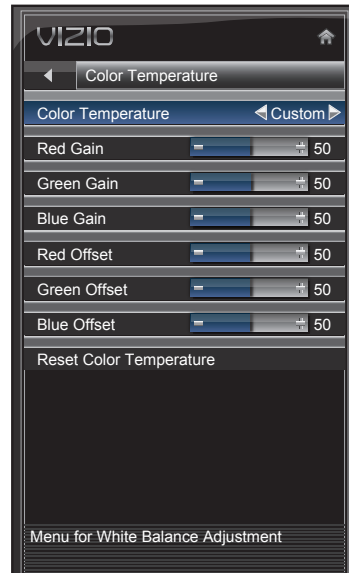 VIZIO
Color Temperature
Color Temperature Custom
Red Gain 50
Green Gain 50
Blue Gain 50
Red Offset 50
Green Offset 50
Blue Offset 50
Reset Color Temperature
Menu for White Balance Adjustment